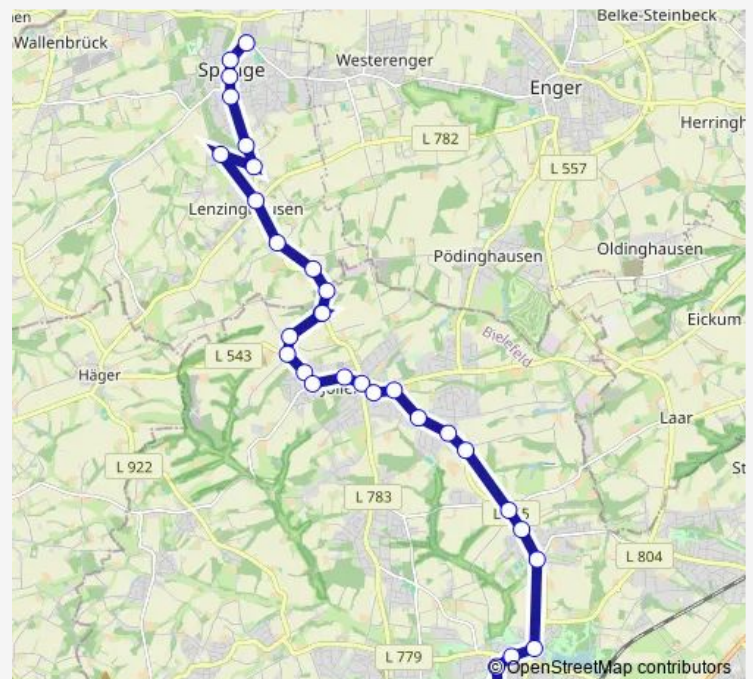 Belke-Steinbeck
Wallenbrück
Westerenger
Enger
L 782
Herringh
L 557
Pödinghausen
Oldinghausen
Eickum
Bielefeld
L 543
Häger
Laar
L 922
St
L 783
L 804
L 779
© OpenStreetMap contributors